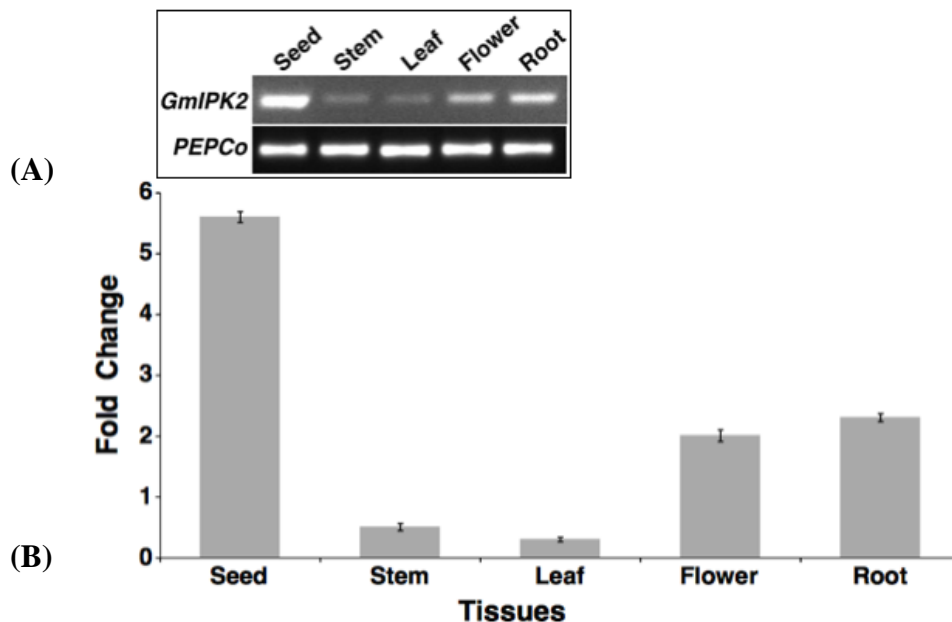 Seed Stem Leaf Flower Root
GmIPK2
PEPCo
(A)
6
5
4
3
2
1
0
Fold Change
(B)
Seed Stem Leaf Flower Root
Tissues